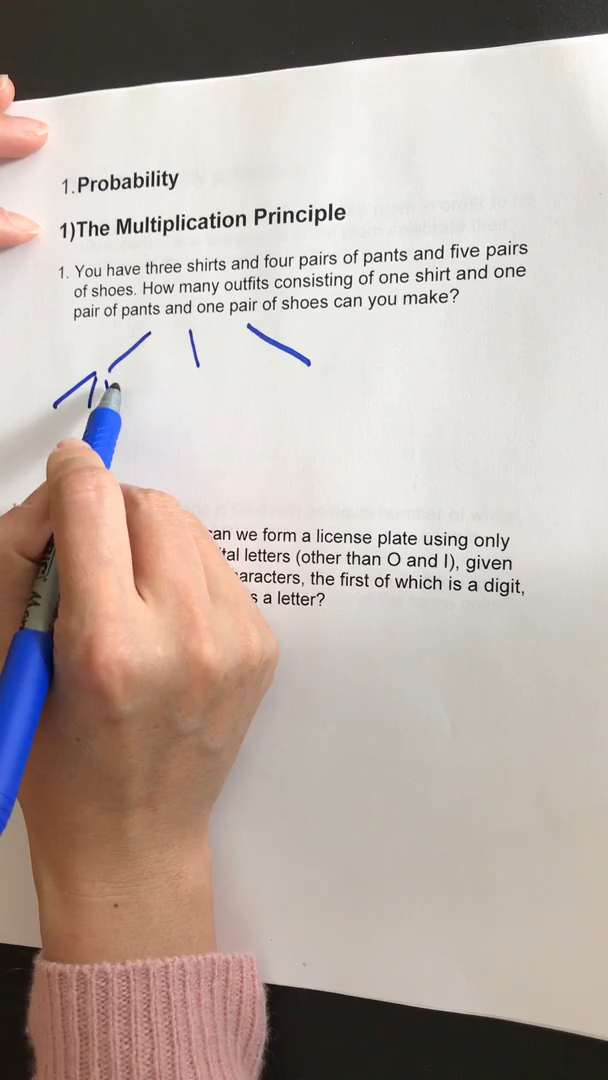 1. Probability
1)The Multiplication Principle
1. You have three shirts and four pairs of pants and five pairs
of shoes. How many outfits consisting of one shirt and one
pair of pants and one pair of shoes can you make?
can we form a license plate using only
letters (other than O and I), given
the first of which is a digit,
a letter?